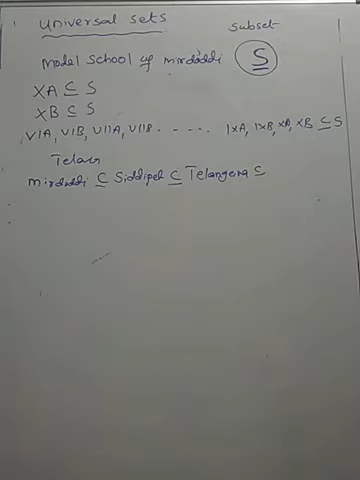 Universal Sets
Subset
Model School of mirdoddi S
XA ⊆ S
XB ⊆ S
VIA, VIB, VIIA, VIIB - - - - - IXA, IXB, XA, XB ⊆ S
Telan
mirdoddi ⊆ Siddipet ⊆ Telangana ⊆